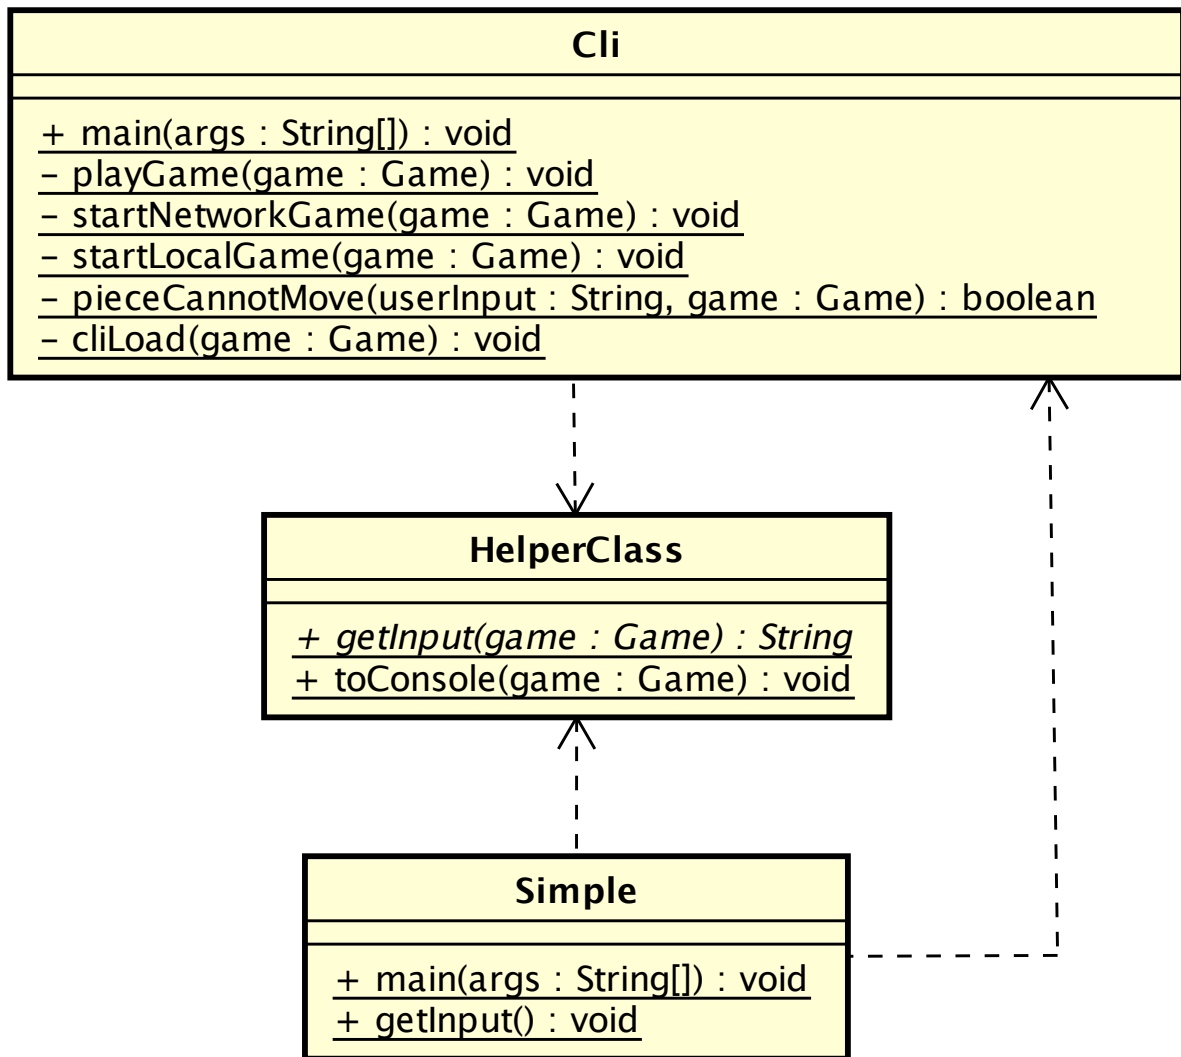 Cli
+ main(args : String[]) : void
– playGame(game : Game) : void
– startNetworkGame(game : Game) : void
– startLocalGame(game : Game) : void
– pieceCannotMove(userInput : String, game : Game) : boolean
– cliLoad(game : Game) : void
HelperClass
+ getInput(game : Game) : String
+ toConsole(game : Game) : void
Simple
+ main(args : String[]) : void
+ getInput() : void